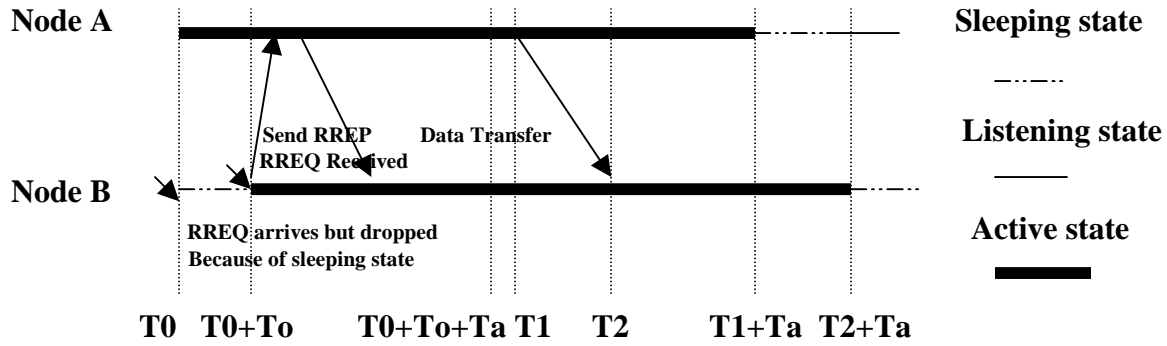 Node A
Sleeping state
Send RREP
Data Transfer
RREQ Received
Listening state
Node B
RREQ arrives but dropped
Because of sleeping state
Active state
T0 T0+To T0+To+Ta T1 T2 T1+Ta T2+Ta